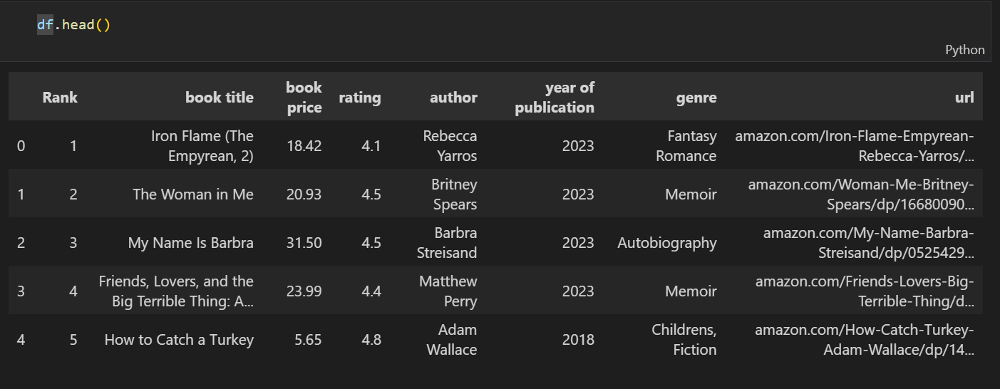 df.head()
Python
Rank book title book price rating author year of publication genre url
0 1 Iron Flame (The Empyrean, 2) 18.42 4.1 Rebecca Yarros 2023 Fantasy Romance amazon.com/Iron-Flame-Empyrean-Rebecca-Yarros/...
1 2 The Woman in Me 20.93 4.5 Britney Spears 2023 Memoir amazon.com/Woman-Me-Britney-Spears/dp/16680090...
2 3 My Name Is Barbra 31.50 4.5 Barbra Streisand 2023 Autobiography amazon.com/My-Name-Barbra-Streisand/dp/0525429...
3 4 Friends, Lovers, and the Big Terrible Thing: A... 23.99 4.4 Matthew Perry 2023 Memoir amazon.com/Friends-Lovers-Big-Terrible-Thing/d...
4 5 How to Catch a Turkey 5.65 4.8 Adam Wallace 2018 Childrens, Fiction amazon.com/How-Catch-Turkey-Adam-Wallace/dp/14...